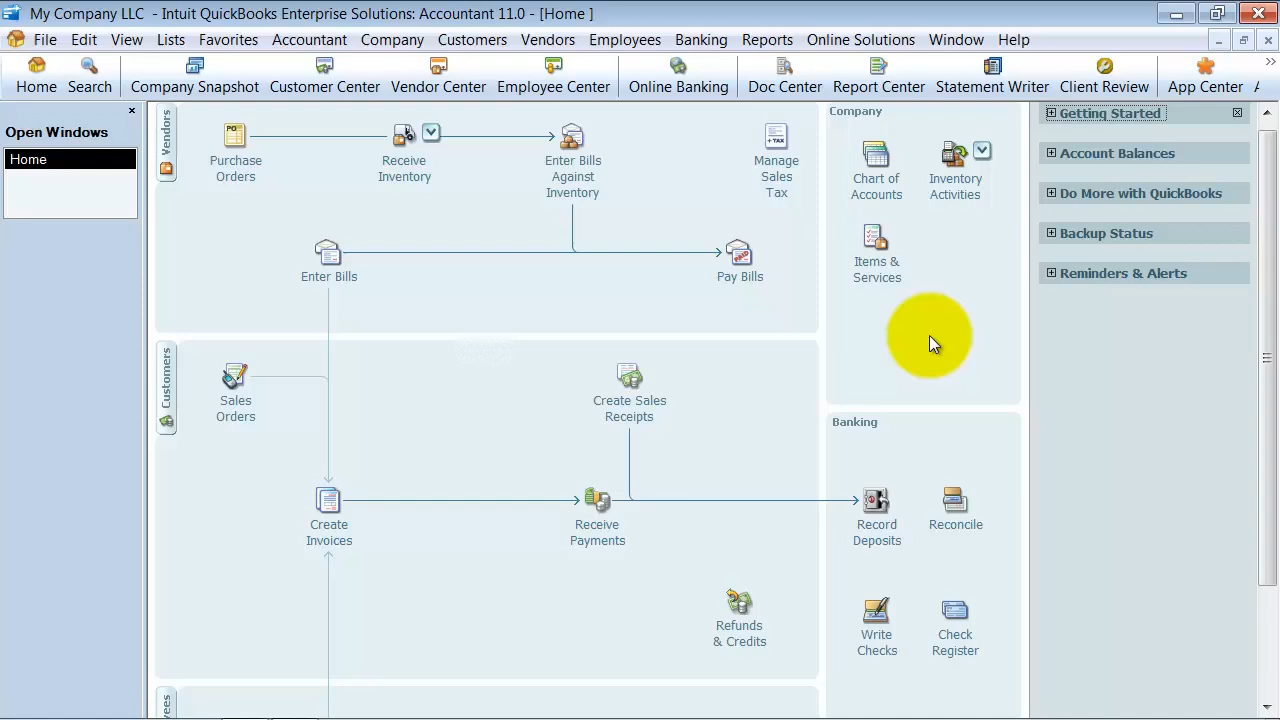 My Company LLC - Intuit QuickBooks Enterprise Solutions: Accountant 11.0 - [Home ]
File Edit View Lists Favorites Accountant Company Customers Vendors Employees Banking Reports Online Solutions Window Help
Home Search Company Snapshot Customer Center Vendor Center Employee Center Online Banking Doc Center Report Center Statement Writer Client Review App Center
Open Windows
Home
Vendors
PO
Purchase
Orders
Receive
Inventory
Enter Bills
Against
Inventory
+ TAX
Manage
Sales
Tax
Enter Bills
PAID
Pay Bills
Customers
Sales
Orders
Create Sales
Receipts
Create
Invoices
Receive
Payments
Refunds
& Credits
Company
Chart of
Accounts
Inventory
Activities
Items &
Services
Banking
Record
Deposits
Reconcile
Write
Checks
Check
Register
Getting Started
Account Balances
Do More with QuickBooks
Backup Status
Reminders & Alerts